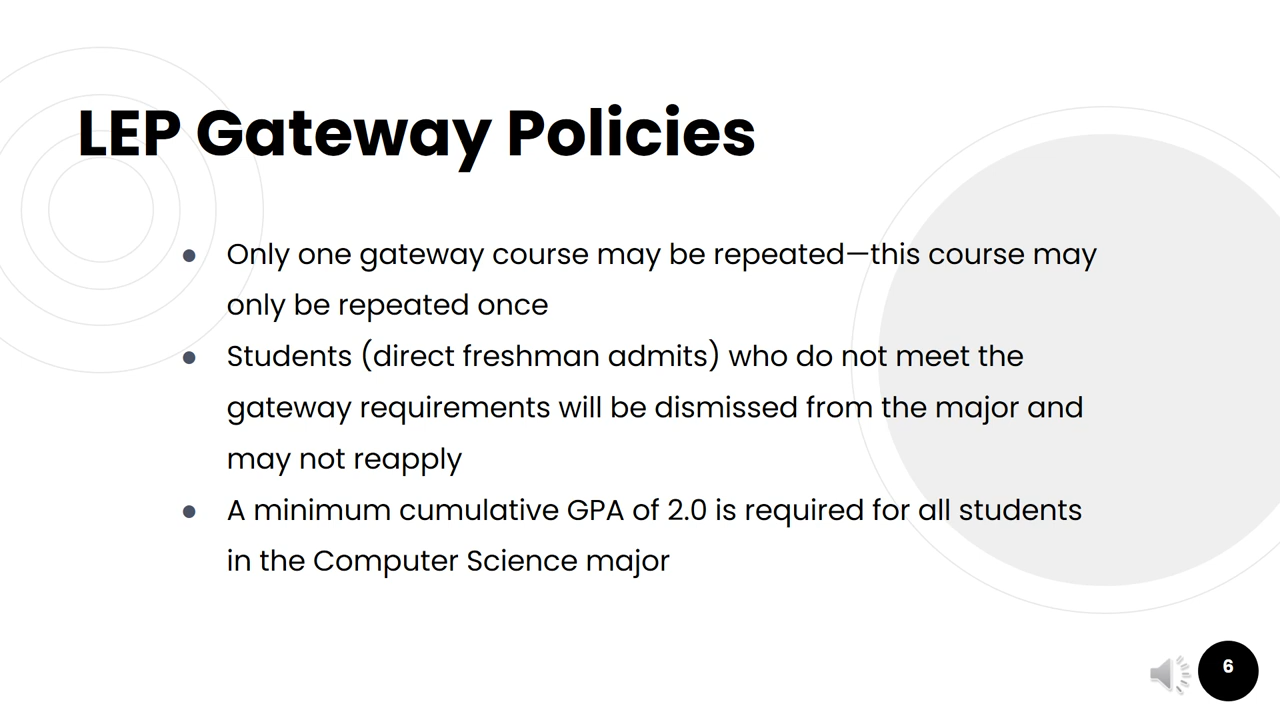 LEP Gateway Policies
● Only one gateway course may be repeated—this course may
only be repeated once
● Students (direct freshman admits) who do not meet the
gateway requirements will be dismissed from the major and
may not reapply
● A minimum cumulative GPA of 2.0 is required for all students
in the Computer Science major
6